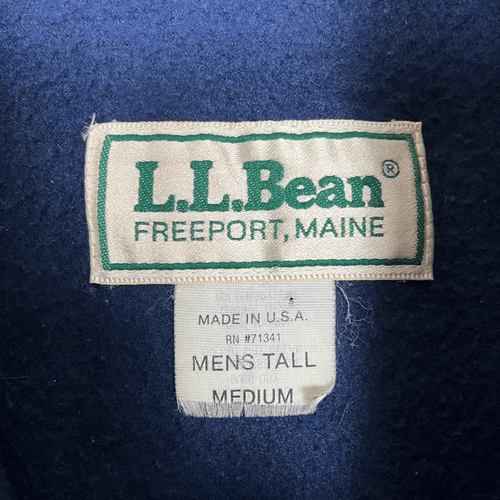 L.L.Bean®
FREEPORT, MAINE
MADE IN U.S.A.
RN #71341
MENS TALL
MEDIUM